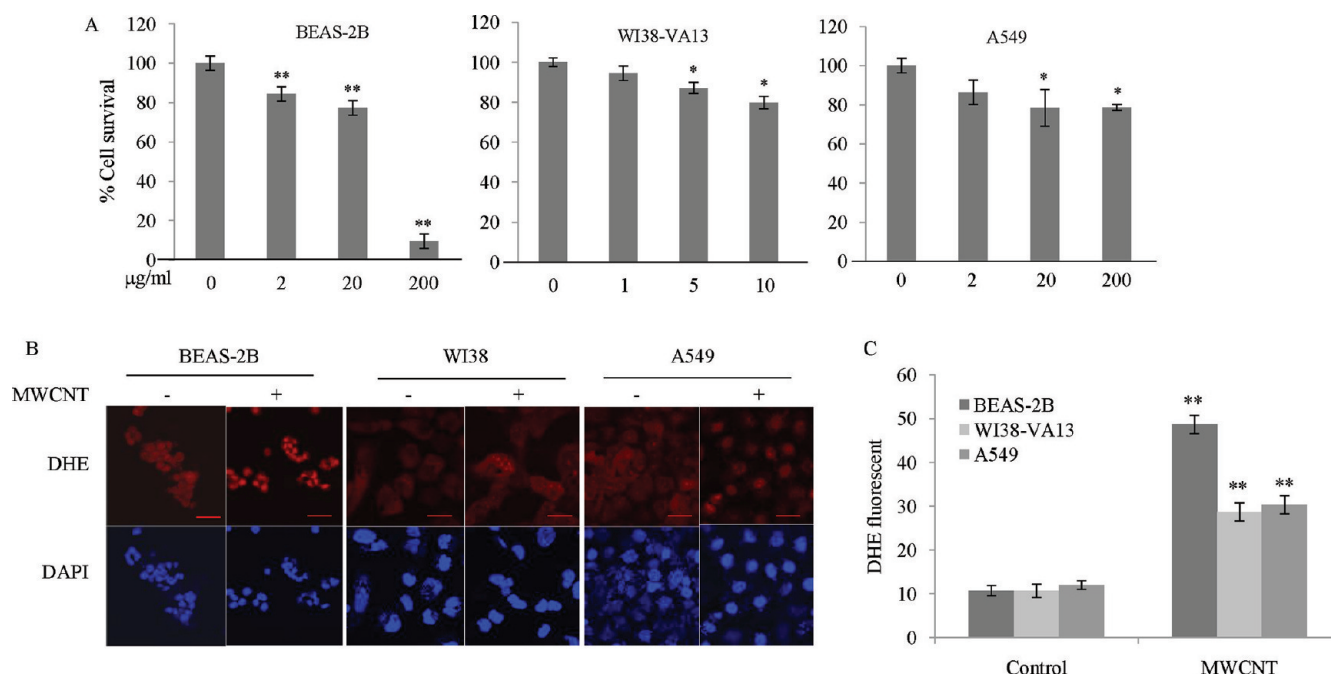 A
BEAS-2B
WI38-VA13
A549
% Cell survival
120
100
80
60
40
20
0
**
**
**
µg/ml
0 2 20 200
120
100
80
60
40
20
0
*
*
0 1 5 10
120
100
80
60
40
20
0
*
*
0 2 20 200
B
BEAS-2B WI38 A549
MWCNT - + - + - +
DHE
DAPI
C
DHE fluorescent
60
50
40
30
20
10
0
BEAS-2B
WI38-VA13
A549
**
** **
Control MWCNT